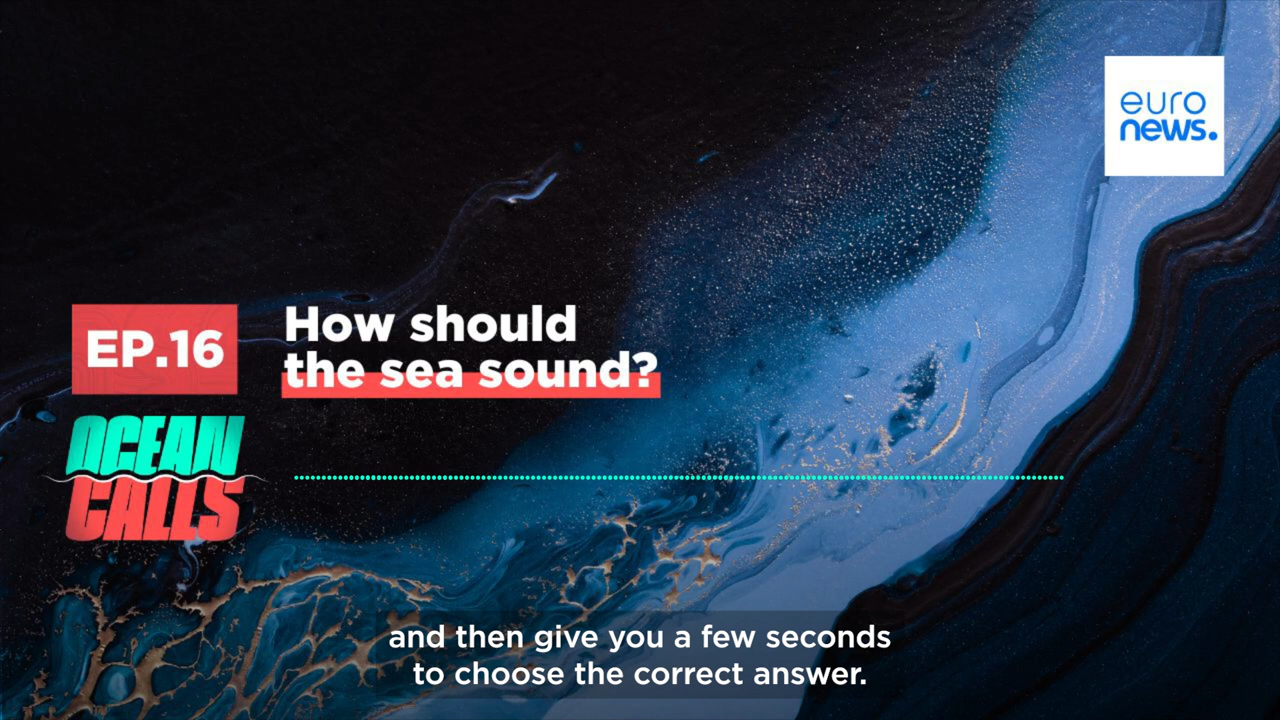 euro
news.
EP.16
How should
the sea sound?
OCEAN
CALLS
and then give you a few seconds
to choose the correct answer.